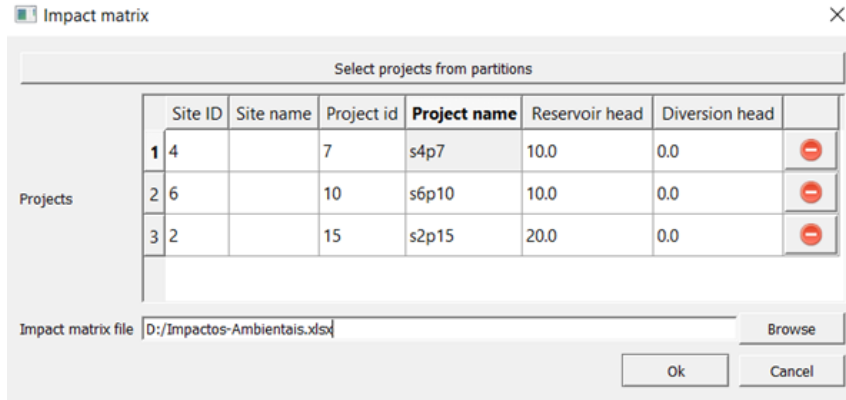 Impact matrix
Select projects from partitions
Site ID Site name Project id Project name Reservoir head Diversion head
1 4 7 s4p7 10.0 0.0
Projects 2 6 10 s6p10 10.0 0.0
3 2 15 s2p15 20.0 0.0
Impact matrix file D:/Impactos-Ambientais.xlsx Browse
Ok Cancel